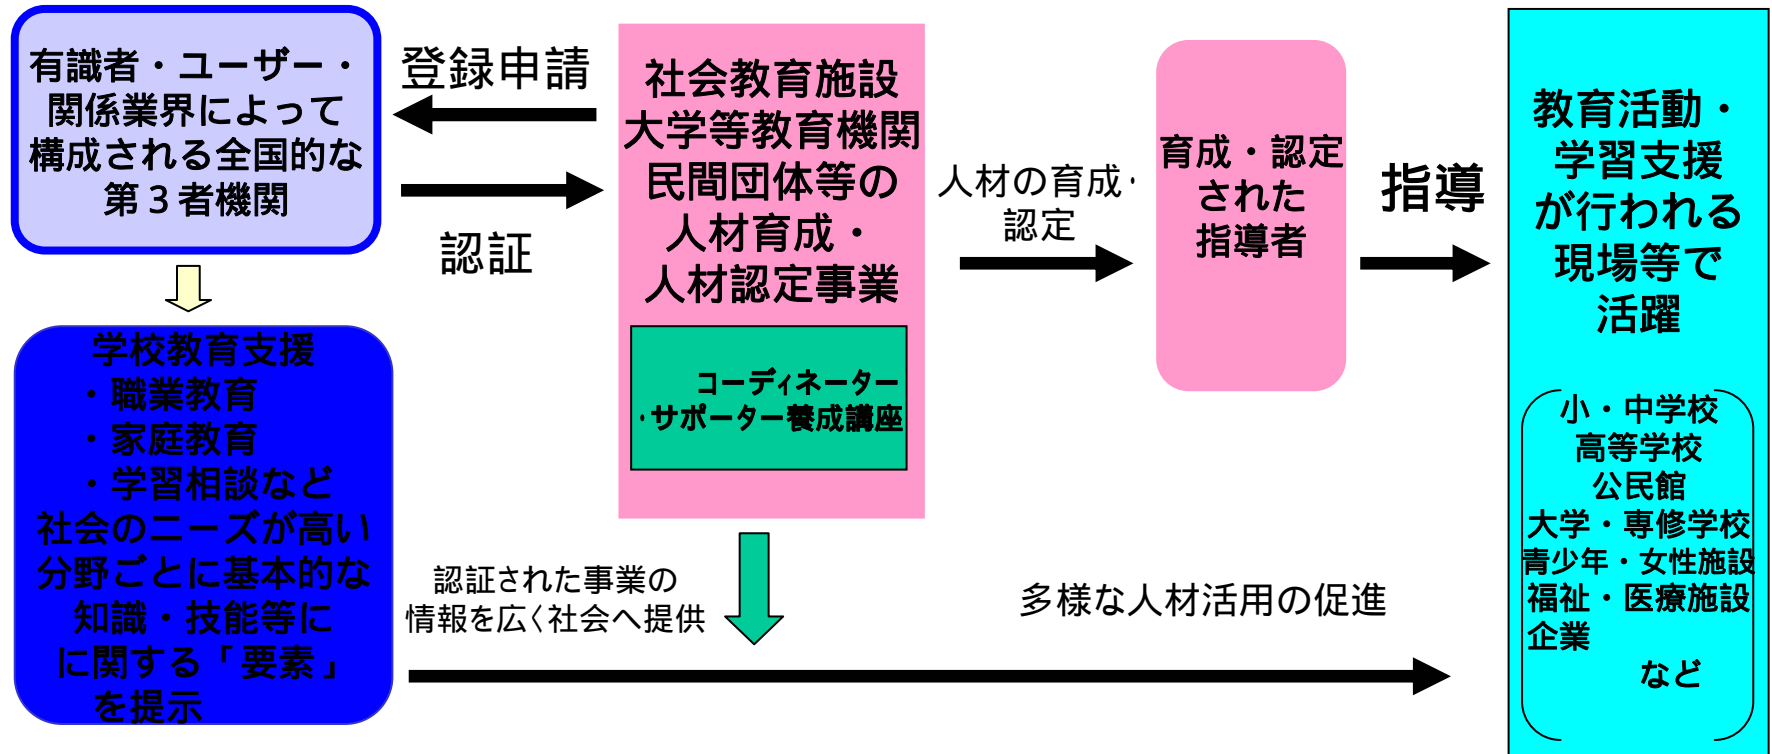 有識者・ユーザー・
関係業界によって
構成される全国的な
第３者機関
登録申請
認証
社会教育施設
大学等教育機関
民間団体等の
人材育成・
人材認定事業
コーディネーター
・サポーター養成講座
人材の育成・
認定
育成・認定
された
指導者
指導
教育活動・
学習支援
が行われる
現場等で
活躍
小・中学校
高等学校
公民館
大学・専修学校
青少年・女性施設
福祉・医療施設
企業
など
学校教育支援
・職業教育
・家庭教育
・学習相談など
社会のニーズが高い
分野ごとに基本的な
知識・技能等に
に関する「要素」
を提示
認証された事業の
情報を広く社会へ提供
多様な人材活用の促進